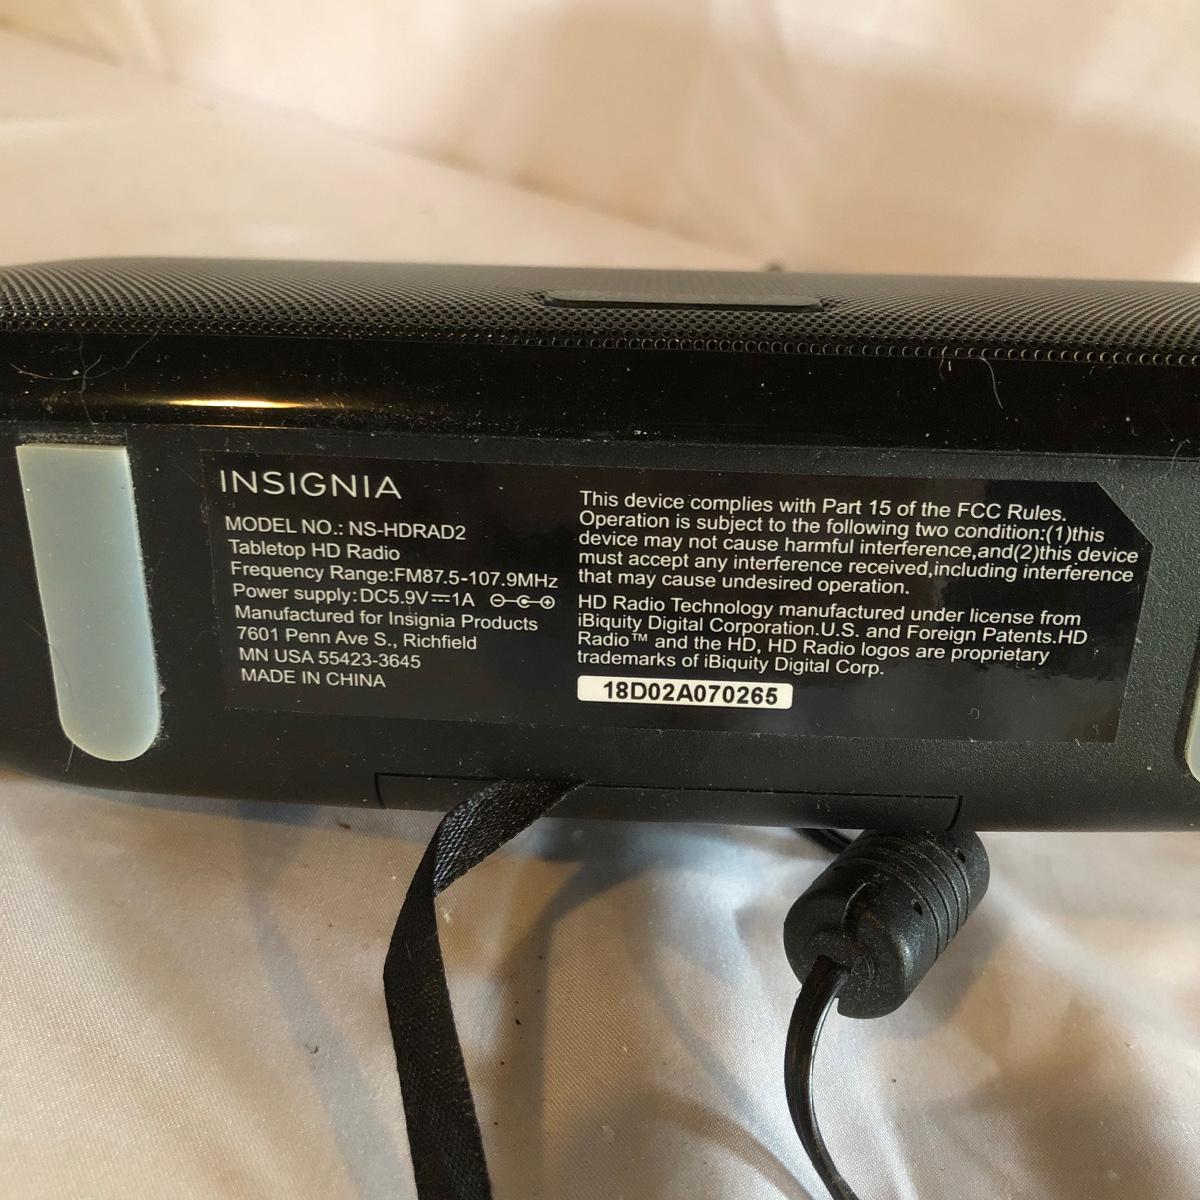 INSIGNIA
MODEL NO.: NS-HDRAD2
Tabletop HD Radio
Frequency Range:FM87.5-107.9MHz
Power supply:DC5.9V⎓1A
Manufactured for Insignia Products
7601 Penn Ave S., Richfield
MN USA 55423-3645
MADE IN CHINA
This device complies with Part 15 of the FCC Rules.
Operation is subject to the following two condition:(1)this
device may not cause harmful interference,and(2)this device
must accept any interference received,including interference
that may cause undesired operation.
HD Radio Technology manufactured under license from
iBiquity Digital Corporation.U.S. and Foreign Patents.HD
Radio™ and the HD, HD Radio logos are proprietary
trademarks of iBiquity Digital Corp.
18D02A070265